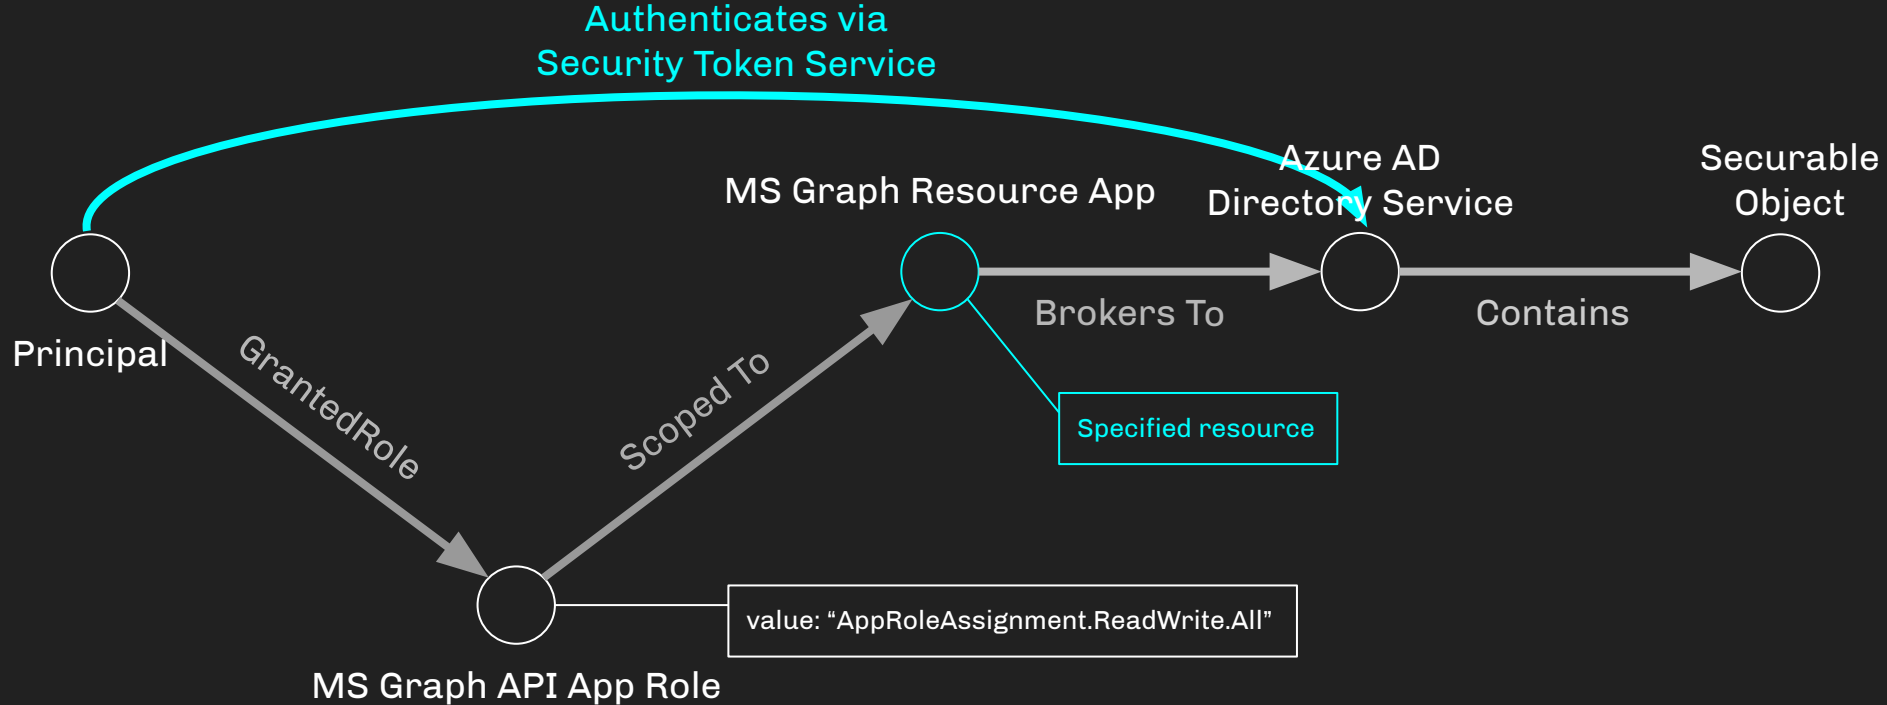 Authenticates via
Security Token Service
Azure AD
Directory Service
Securable
Object
MS Graph Resource App
Principal
GrantedRole
Scoped To
Brokers To
Contains
Specified resource
value: “AppRoleAssignment.ReadWrite.All”
MS Graph API App Role